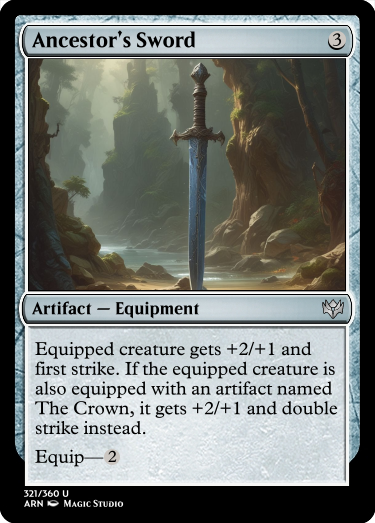 Ancestor's Sword 3
Artifact — Equipment
Equipped creature gets +2/+1 and
first strike. If the equipped creature is
also equipped with an artifact named
The Crown, it gets +2/+1 and double
strike instead.
Equip—2
321/360 U
ARN Magic Studio